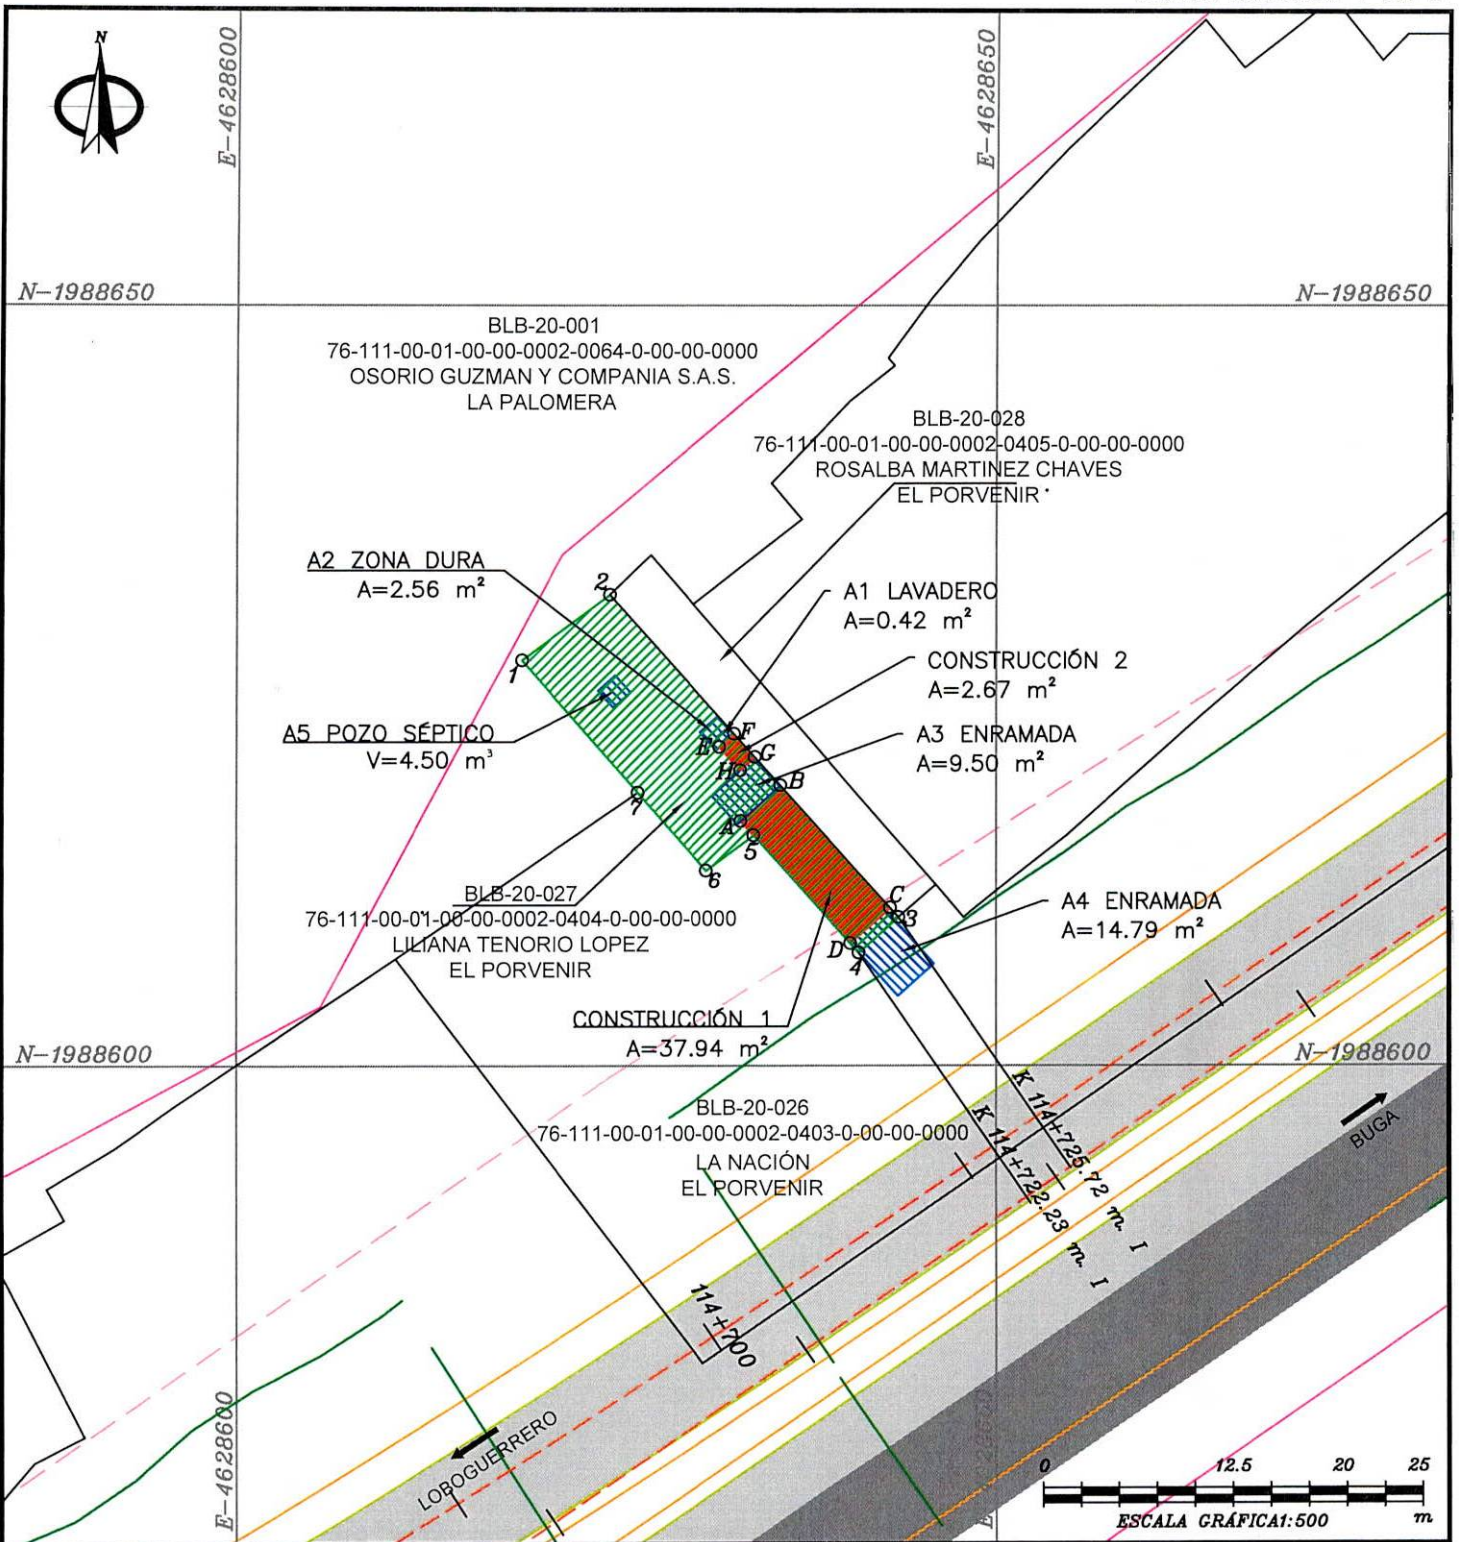 N
E-4628600
E-4628650
N-1988650
N-1988650
BLB-20-001
76-111-00-01-00-00-0002-0064-0-00-00-0000
OSORIO GUZMAN Y COMPANIA S.A.S.
LA PALOMERA
BLB-20-028
76-111-00-01-00-00-0002-0405-0-00-00-0000
ROSALBA MARTINEZ CHAVES
EL PORVENIR
A2 ZONA DURA
A=2.56 m²
2
A1 LAVADERO
A=0.42 m²
1
CONSTRUCCIÓN 2
A=2.67 m²
A5 POZO SÉPTICO
V=4.50 m³
F
E
G
A3 ENRAMADA
A=9.50 m²
H
B
7
A
5
6
BLB-20-027
76-111-00-01-00-00-0002-0404-0-00-00-0000
LILIANA TENORIO LOPEZ
EL PORVENIR
C
3
A4 ENRAMADA
A=14.79 m²
D
4
CONSTRUCCIÓN 1
A=37.94 m²
N-1988600
N-1988600
BLB-20-026
76-111-00-01-00-00-0002-0403-0-00-00-0000
LA NACIÓN
EL PORVENIR
K 114+725.72 m. I
K 114+722.23 m. I
BUGA
114+700
LOBOGUERRERO
E-4628600
0 12.5 20 25
ESCALA GRÁFICA1:500 m